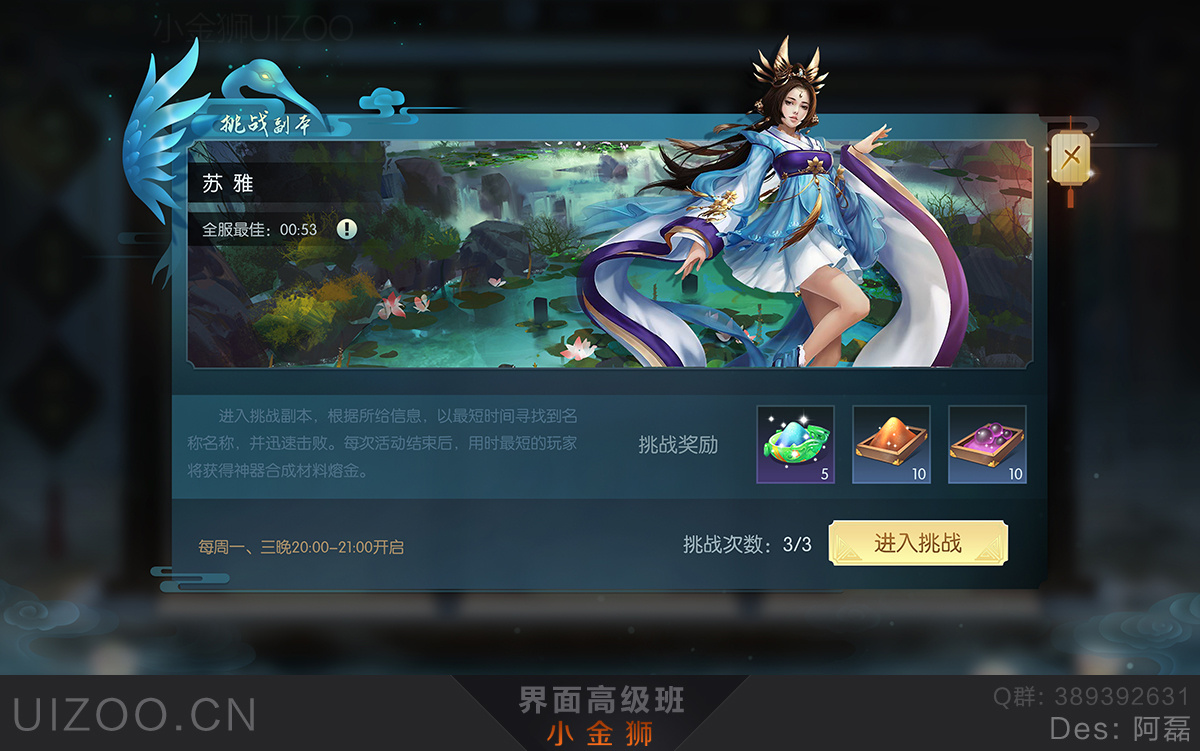 小金狮UIZOO
挑战副本
苏雅
全服最佳：00:53
进入挑战副本，根据所给信息，以最短时间寻找到名
称名称，并迅速击败。每次活动结束后，用时最短的玩家
将获得神器合成材料熔金。
挑战奖励
5
10
10
每周一、三晚20:00-21:00开启
挑战次数：3/3
进入挑战
UIZOO.CN
界面高级班
小金狮
Q群: 389392631
Des: 阿磊